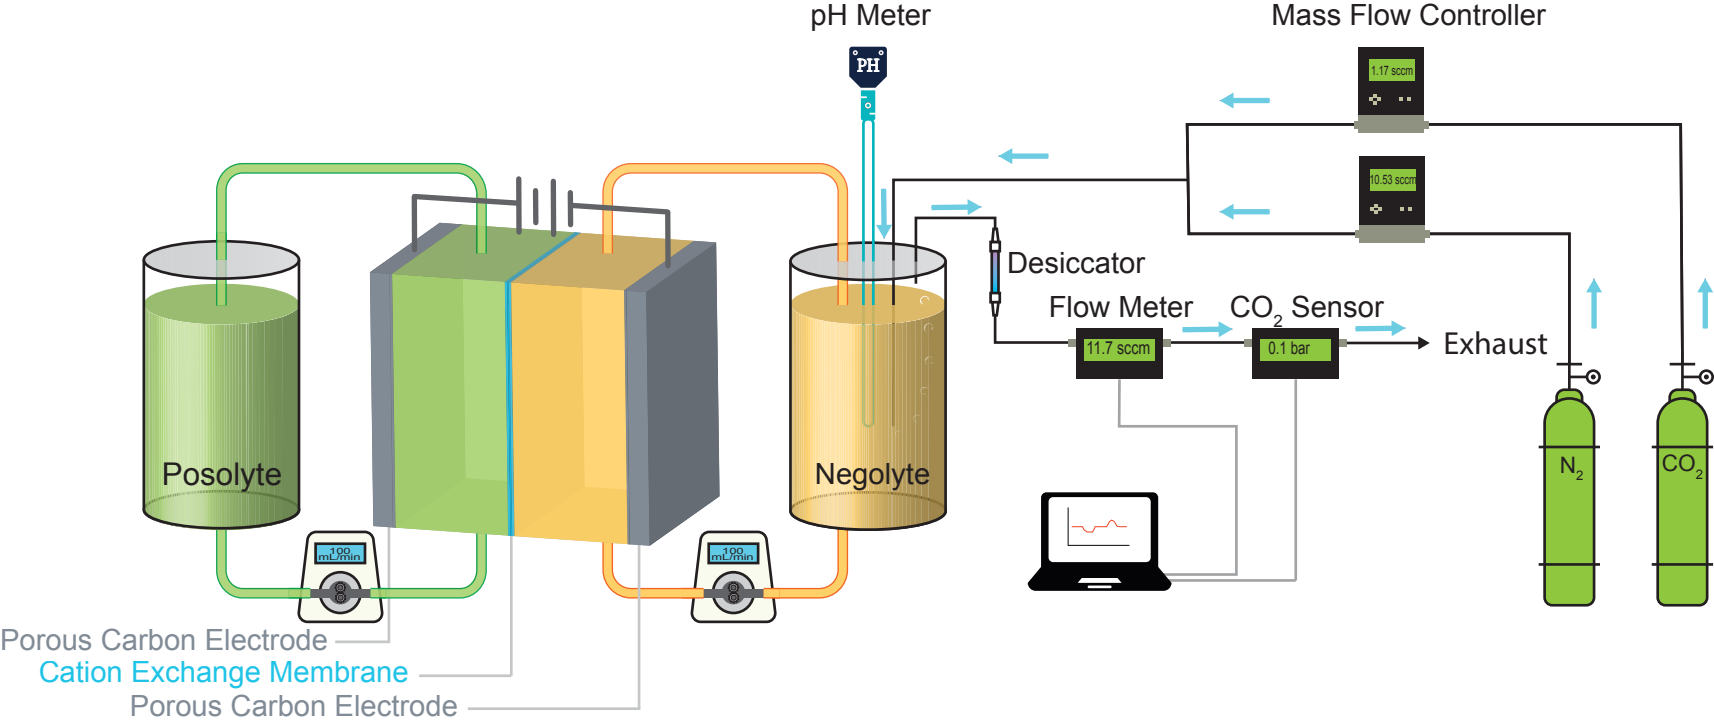 pH Meter
Mass Flow Controller
PH
1.17 sccm
10.53 sccm
Desiccator
Flow Meter
CO2 Sensor
11.7 sccm
0.1 bar
Exhaust
Posolyte
Negolyte
N2
CO2
100
mL/min
100
mL/min
Porous Carbon Electrode
Cation Exchange Membrane
Porous Carbon Electrode